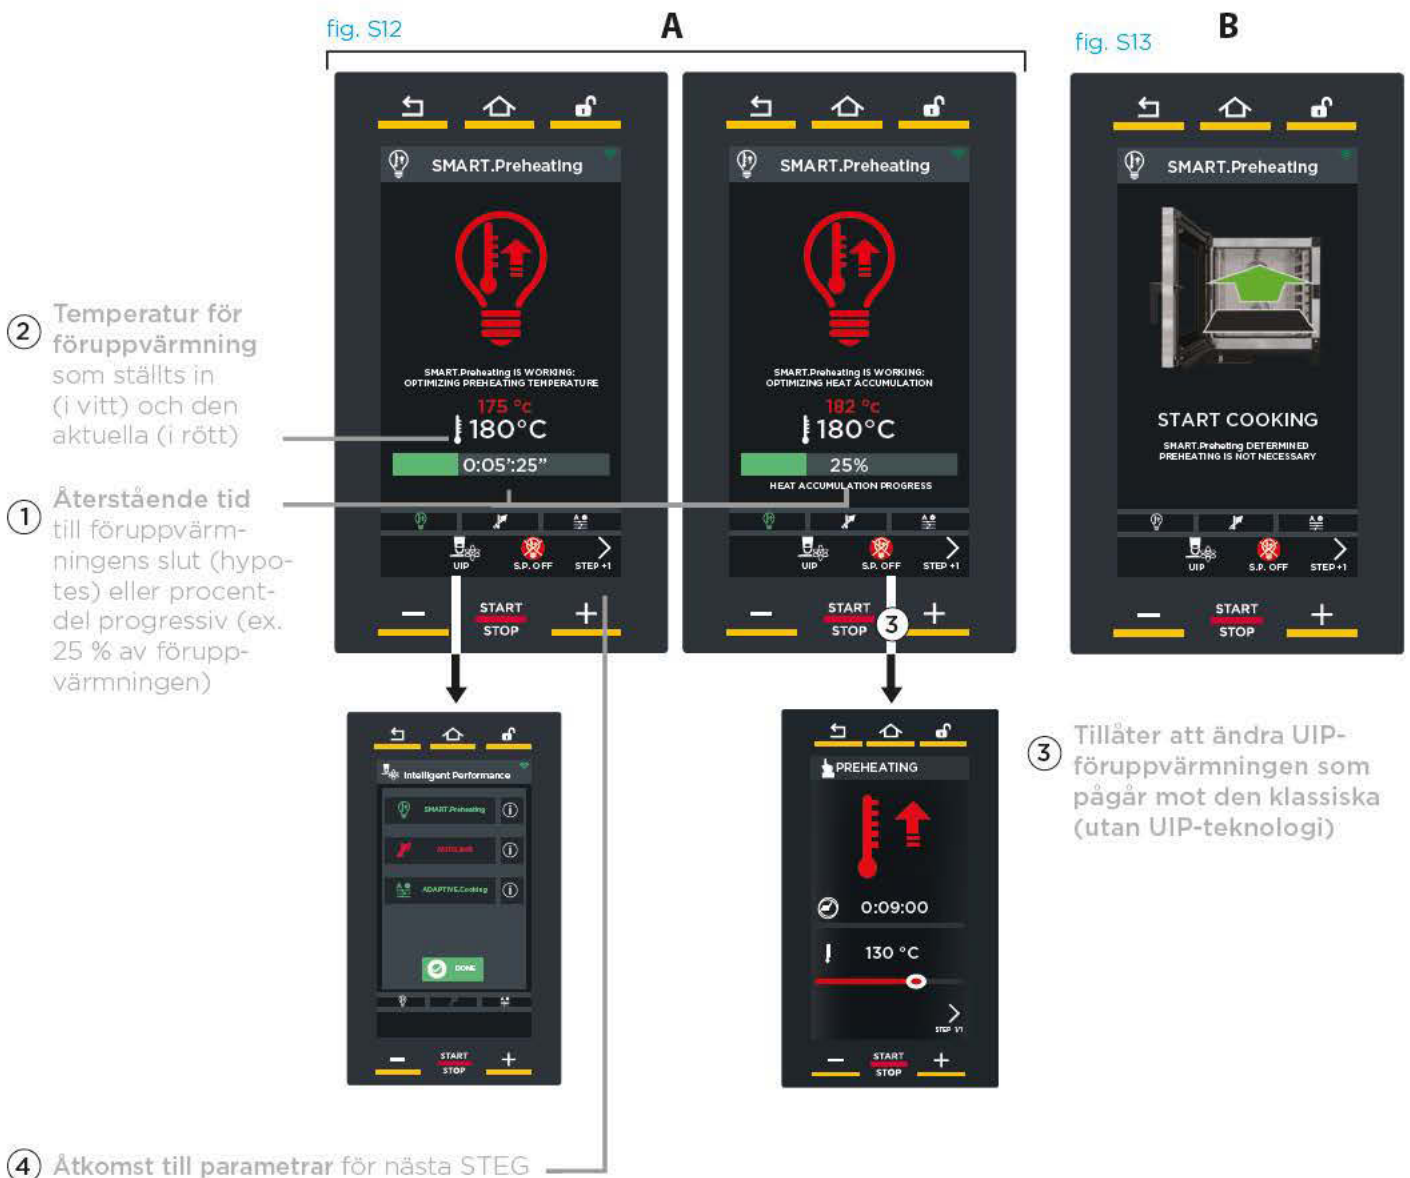 fig. S12
A
fig. S13
B
SMART.Preheating
SMART.Preheating IS WORKING:
OPTIMIZING PREHEATING TEMPERATURE
175 °c
180°C
0:05':25”
UIP
S.P. OFF
STEP +1
START
STOP
SMART.Preheating
SMART.Preheating IS WORKING:
OPTIMIZING HEAT ACCUMULATION
182 °c
180°C
25%
HEAT ACCUMULATION PROGRESS
UIP
S.P. OFF
STEP +1
START
STOP
3
SMART.Preheating
START COOKING
SMART.Preheting DETERMINED
PREHEATING IS NOT NECESSARY
UIP
S.P. OFF
STEP +1
START
STOP
2
Temperatur för
föruppvärmning
som ställts in
(i vitt) och den
aktuella (i rött)
1
Återstående tid
till föruppvärm-
ningens slut (hypo-
tes) eller procent-
del progressiv (ex.
25 % av förupp-
värmningen)
Intelligent Performance
SMART.Preheating
ADAPTIVE.Cooking
DONE
START
STOP
PREHEATING
0:09:00
130 °C
STEP 1/1
START
STOP
3
Tillåter att ändra UIP-
föruppvärmningen som
pågår mot den klassiska
(utan UIP-teknologi)
4
Åtkomst till parametrar för nästa STEG